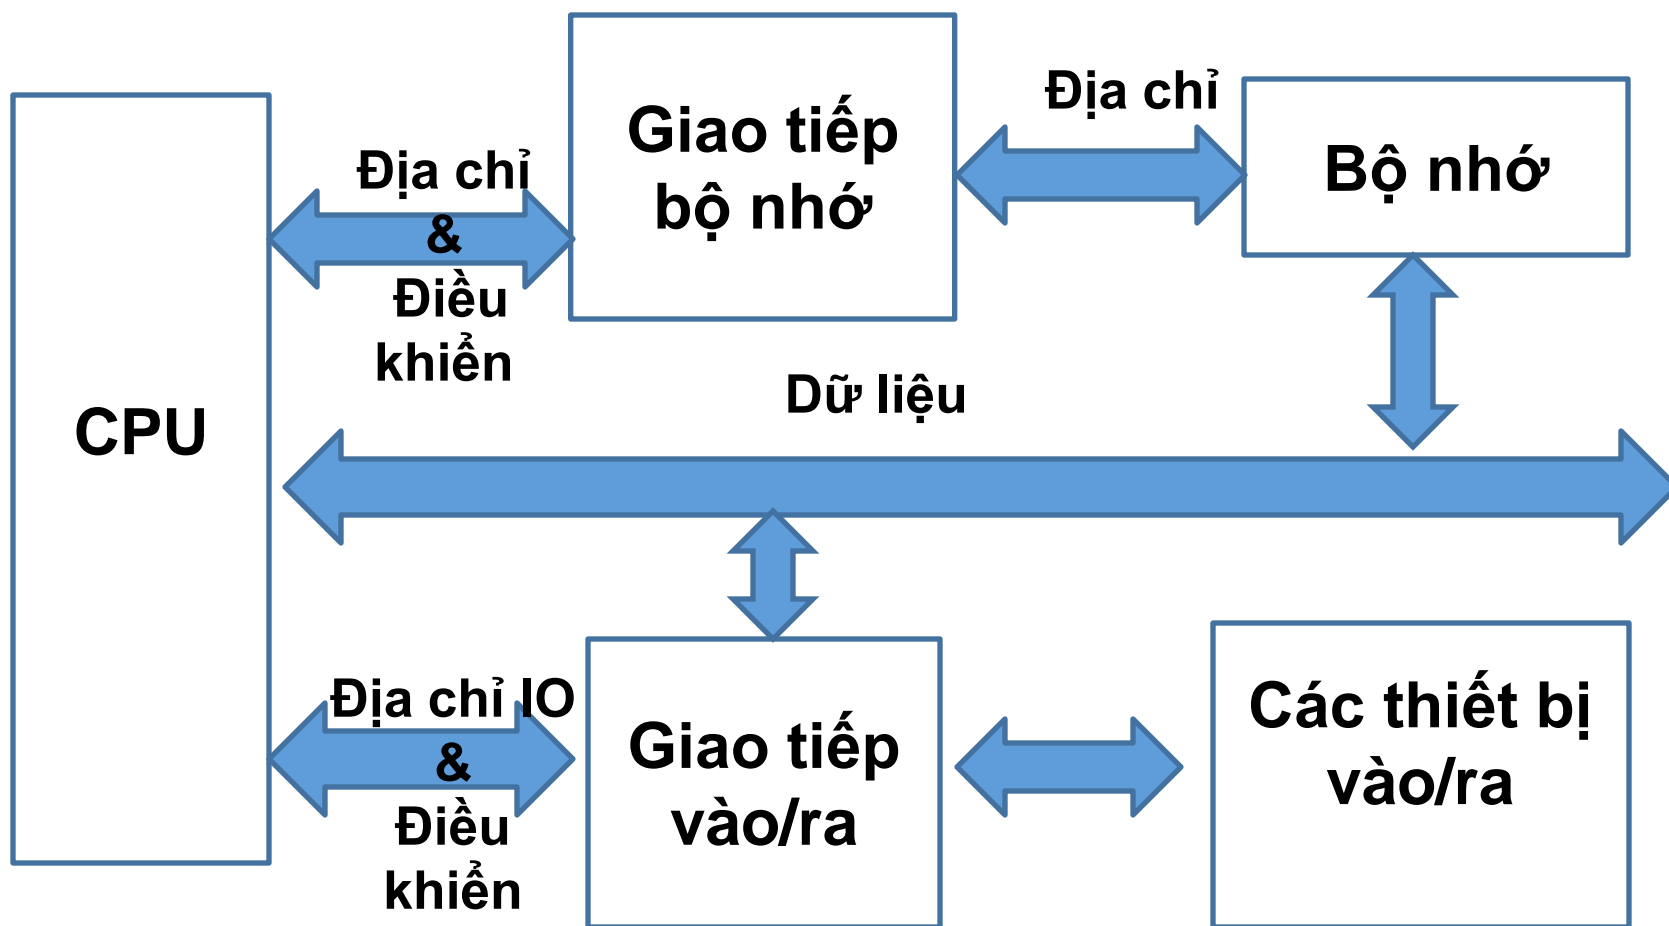 CPU
Địa chỉ
&
Điều
khiển
Giao tiếp
bộ nhớ
Địa chỉ
Bộ nhớ
Dữ liệu
Địa chỉ IO
&
Điều
khiển
Giao tiếp
vào/ra
Các thiết bị
vào/ra